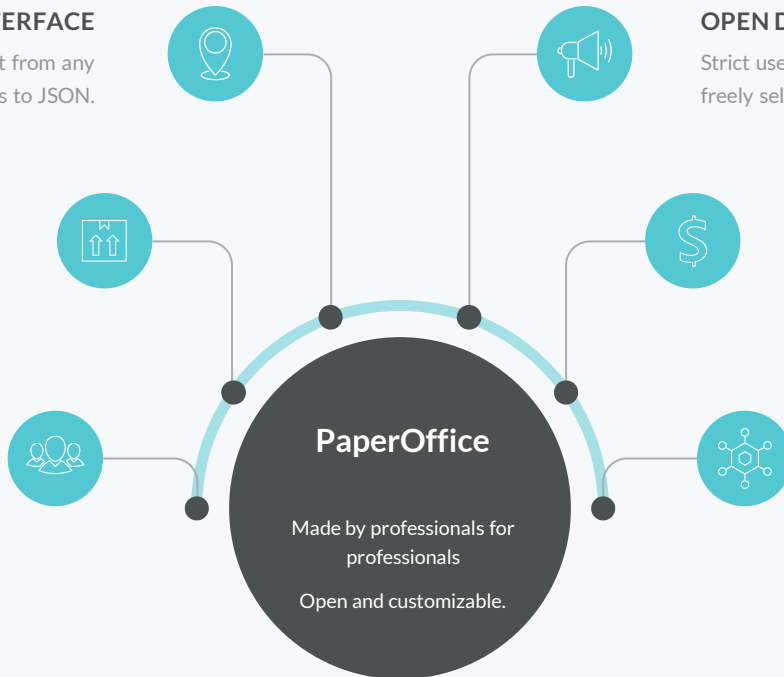 ERFACE
t from any
s to JSON.
OPEN D
Strict use
freely sel
PaperOffice
Made by professionals for
professionals
Open and customizable.